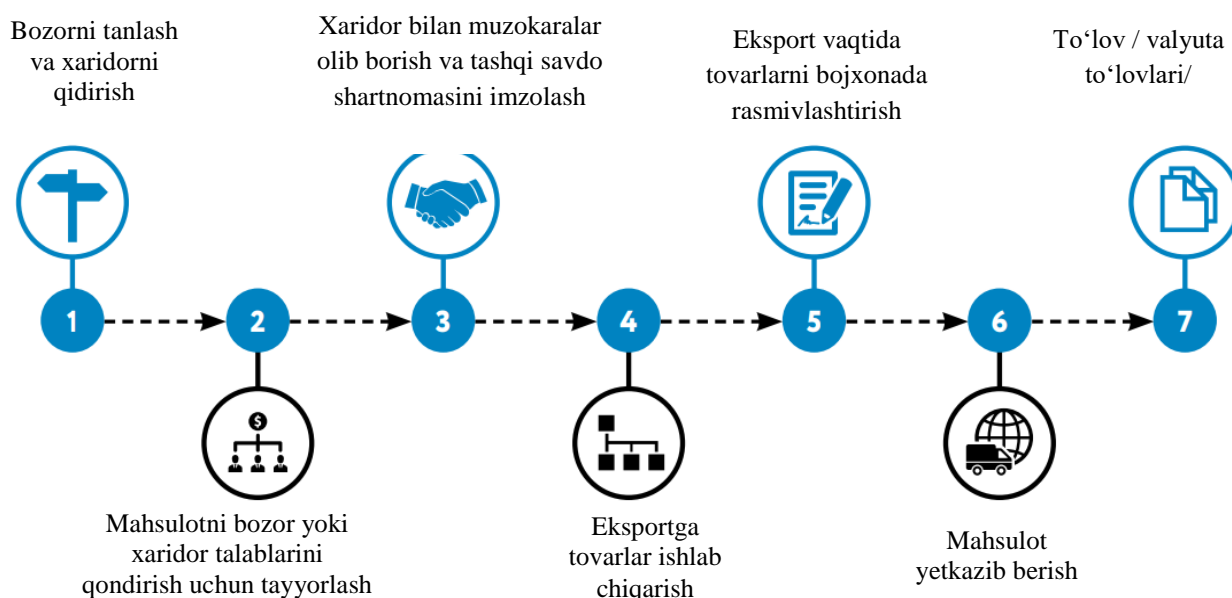 Bozorni tanlash
va xaridorni
qidirish
Xaridor bilan muzokaralar
olib borish va tashqi savdo
shartnomasini imzolash
Eksport vaqtida
tovarlarni bojxonada
rasmivlashtirish
To‘lov / valyuta
to‘lovlari/
1
2
3
4
5
6
7
$
Mahsulotni bozor yoki
xaridor talablarini
qondirish uchun tayyorlash
Eksportga
tovarlar ishlab
chiqarish
Mahsulot
yetkazib berish